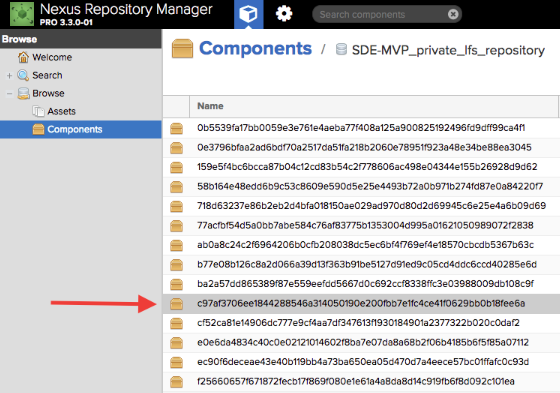 Nexus Repository Manager
PRO 3.3.0-01
Search components
Browse
Welcome
Search
Browse
Assets
Components
Components / SDE-MVP_private_lfs_repository
Name
0b5539fa17bb0059e3e761e4aeba77f408a125a900825192496fd9dff99ca4f1
0e3796bfaa2ad6bdf70a2517da51fa218b2060e78951f923a48e34be88ea3045
159e5f4bc6bcca87b04c12cd83b54c2f778606ac498e04344e155b26928d9d62
58b164e48edd6b9c53c8609e590d5e25e4493b72a0b971b274fd87e0a84220f7
718d63237e86b2eb2d4bfa018150ae029ad970d80d2d69945c6e25e4a6b09d69
77acfbf54d5a0bb7abe584c76af83775b1353004d995a01621050989072f2838
ab0a8c24c2f6964206b0cfb208038dc5ec6bf4f769ef4e18570cbcdb5367b63c
b77e08b126c8a2d066a39d13f363b91be5127d91ed9c05cd4ddc6ccd40285e6d
ba2a57dd865389f87e559eefdd5667d0c692ccf8338ffc3e03988009db108c9f
c97af3706ee1844288546a314050190e200fbb7e1fc4ce41f0629bb0b18fee6a
cf52ca81e14906dc777e9cf4aa7df347613f1930184901a2377322b020c0daf2
e0e6da4834c40c0e02121014602f8ba7e07da8a68b2f06b4185b6f5f85a07112
ec90f6deceae43e40b119bb4a73ba650ea05d470d7a4eece57bc01ffafc0c93d
f25660657f671872fecb17f869f080e1e61a4a8da8d14c919fb6f8d092c101ea